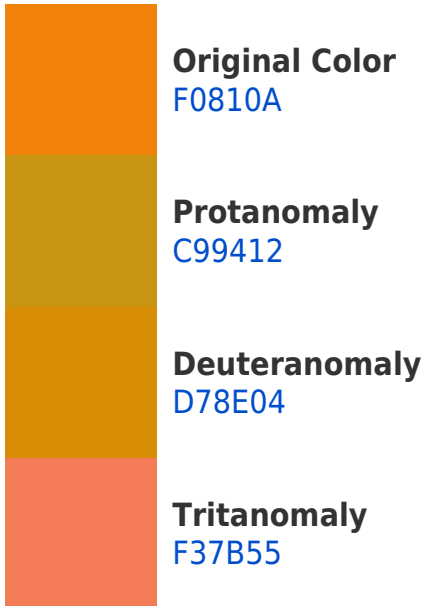 Original Color
F0810A
Protanomaly
C99412
Deuteranomaly
D78E04
Tritanomaly
F37B55